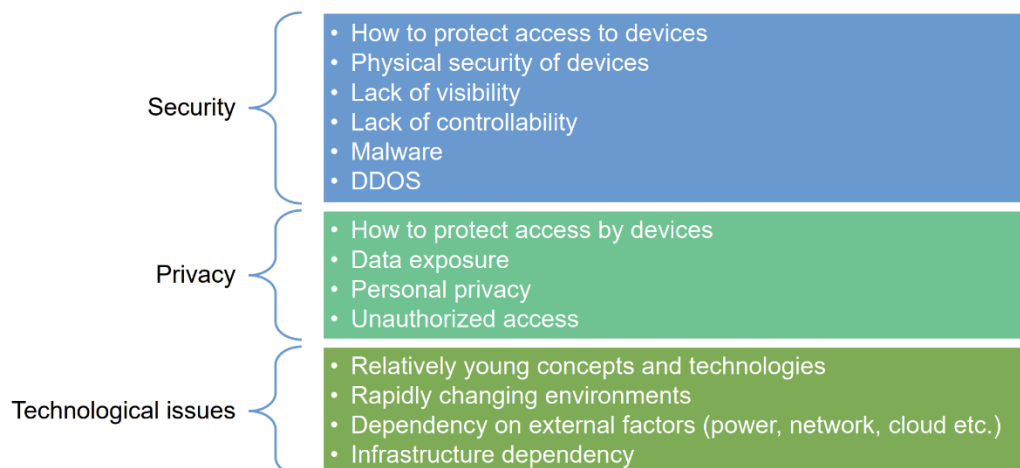 Security
• How to protect access to devices
• Physical security of devices
• Lack of visibility
• Lack of controllability
• Malware
• DDOS
Privacy
• How to protect access by devices
• Data exposure
• Personal privacy
• Unauthorized access
Technological issues
• Relatively young concepts and technologies
• Rapidly changing environments
• Dependency on external factors (power, network, cloud etc.)
• Infrastructure dependency